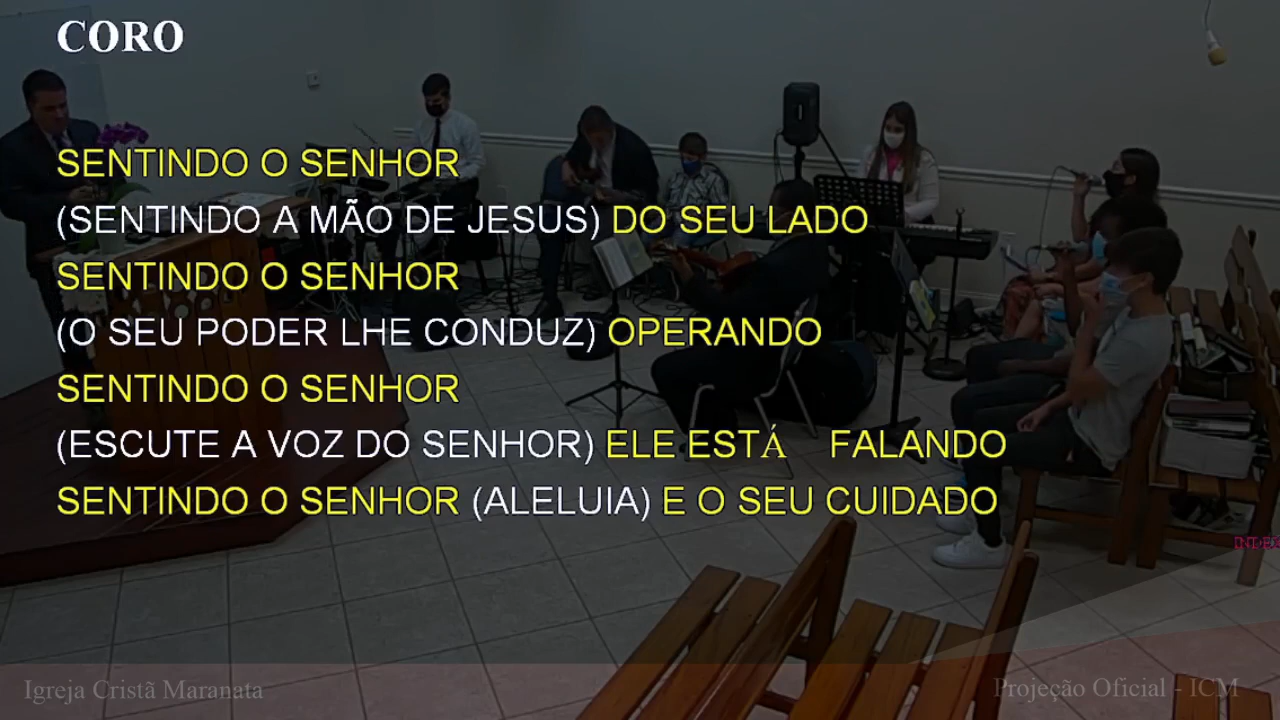 CORO
SENTINDO O SENHOR
(SENTINDO A MÃO DE JESUS) DO SEU LADO
SENTINDO O SENHOR
(O SEU PODER LHE CONDUZ) OPERANDO
SENTINDO O SENHOR
(ESCUTE A VOZ DO SENHOR) ELE ESTÁ FALANDO
SENTINDO O SENHOR (ALELUIA) E O SEU CUIDADO
Igreja Cristã Maranata
Projeção Oficial - ICM